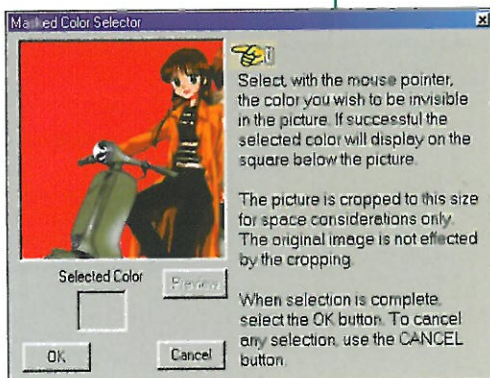 Masked Color Selector
Select, with the mouse pointer,
the color you wish to be invisible
in the picture. If successful the
selected color will display on the
square below the picture.
The picture is cropped to this size
for space considerations only.
The original image is not effected
by the cropping.
Selected Color
Preview
When selection is complete,
select the OK button. To cancel
any selection, use the CANCEL
button.
OK
Cancel